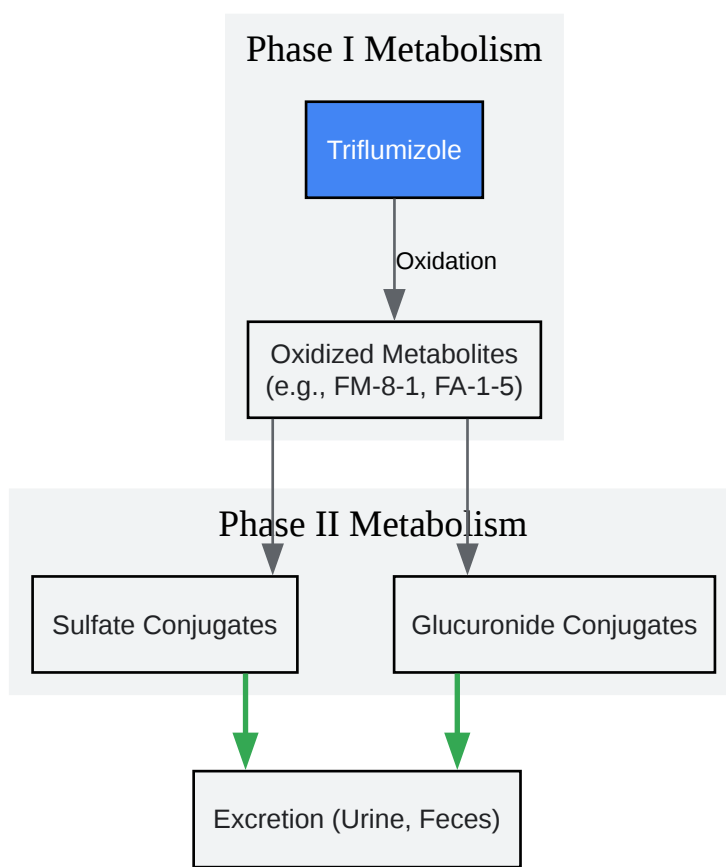 Phase I Metabolism
Triflumizole
Oxidation
Oxidized Metabolites
(e.g., FM-8-1, FA-1-5)
Phase II Metabolism
Sulfate Conjugates
Glucuronide Conjugates
Excretion (Urine, Feces)